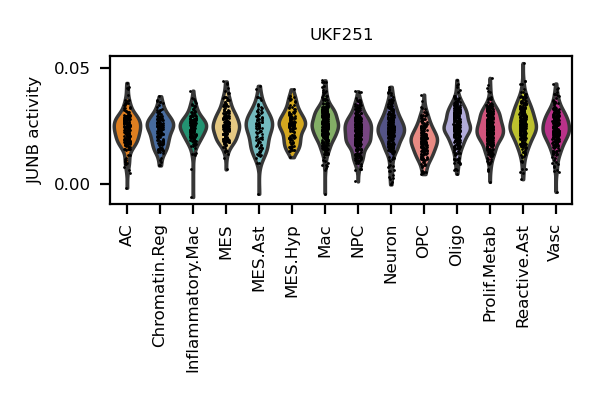 UKF251
JUNB activity
0.05
0.00
AC
Chromatin.Reg
Inflammatory.Mac
MES
MES.Ast
MES.Hyp
Mac
NPC
Neuron
OPC
Oligo
Prolif.Metab
Reactive.Ast
Vasc